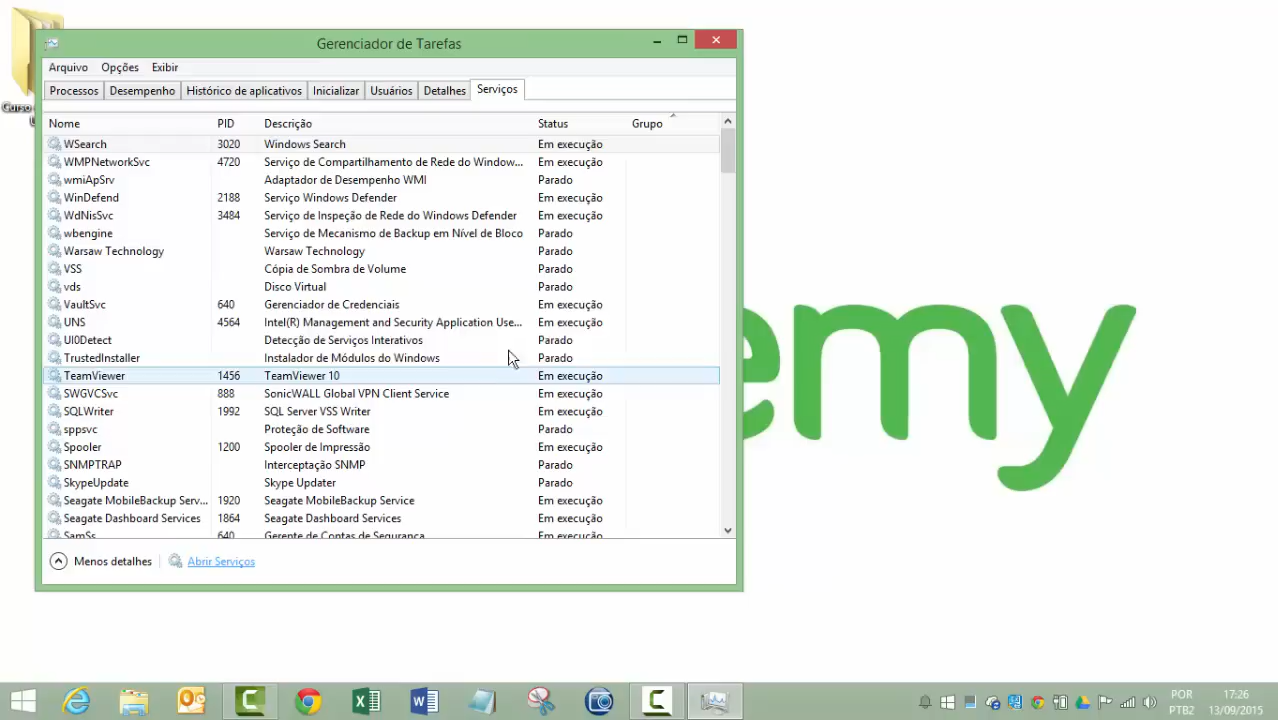 Gerenciador de Tarefas
Arquivo Opções Exibir
Processos Desempenho Histórico de aplicativos Inicializar Usuários Detalhes Serviços
Nome PID Descrição Status Grupo
WSearch 3020 Windows Search Em execução
WMPNetworkSvc 4720 Serviço de Compartilhamento de Rede do Window... Em execução
wmiApSrv Adaptador de Desempenho WMI Parado
WinDefend 2188 Serviço Windows Defender Em execução
WdNisSvc 3484 Serviço de Inspeção de Rede do Windows Defender Em execução
wbengine Serviço de Mecanismo de Backup em Nível de Bloco Parado
Warsaw Technology Warsaw Technology Parado
VSS Cópia de Sombra de Volume Parado
vds Disco Virtual Parado
VaultSvc 640 Gerenciador de Credenciais Em execução
UNS 4564 Intel(R) Management and Security Application Use... Em execução
UI0Detect Detecção de Serviços Interativos Parado
TrustedInstaller Instalador de Módulos do Windows Parado
TeamViewer 1456 TeamViewer 10 Em execução
SWGVCSvc 888 SonicWALL Global VPN Client Service Em execução
SQLWriter 1992 SQL Server VSS Writer Em execução
sppsvc Proteção de Software Parado
Spooler 1200 Spooler de Impressão Em execução
SNMPTRAP Interceptação SNMP Parado
SkypeUpdate Skype Updater Parado
Seagate MobileBackup Serv... 1920 Seagate MobileBackup Service Em execução
Seagate Dashboard Services 1864 Seagate Dashboard Services Em execução
SamSs 640 Gerente de Contas de Segurança Em execução
Menos detalhes Abrir Serviços
Curso
emy
POR 17:26
PTB2 13/09/2015